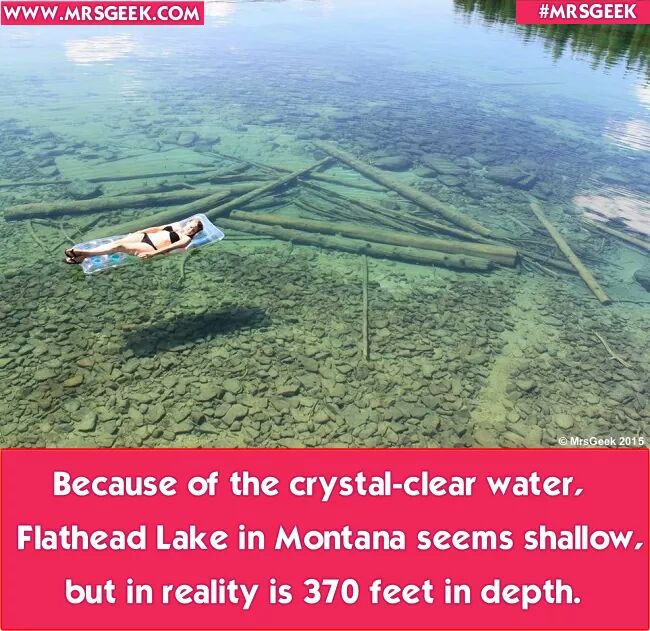 WWW.MRSGEEK.COM
#MRSGEEK
© MrsGeek 2015
Because of the crystal-clear water,
Flathead Lake in Montana seems shallow,
but in reality is 370 feet in depth.